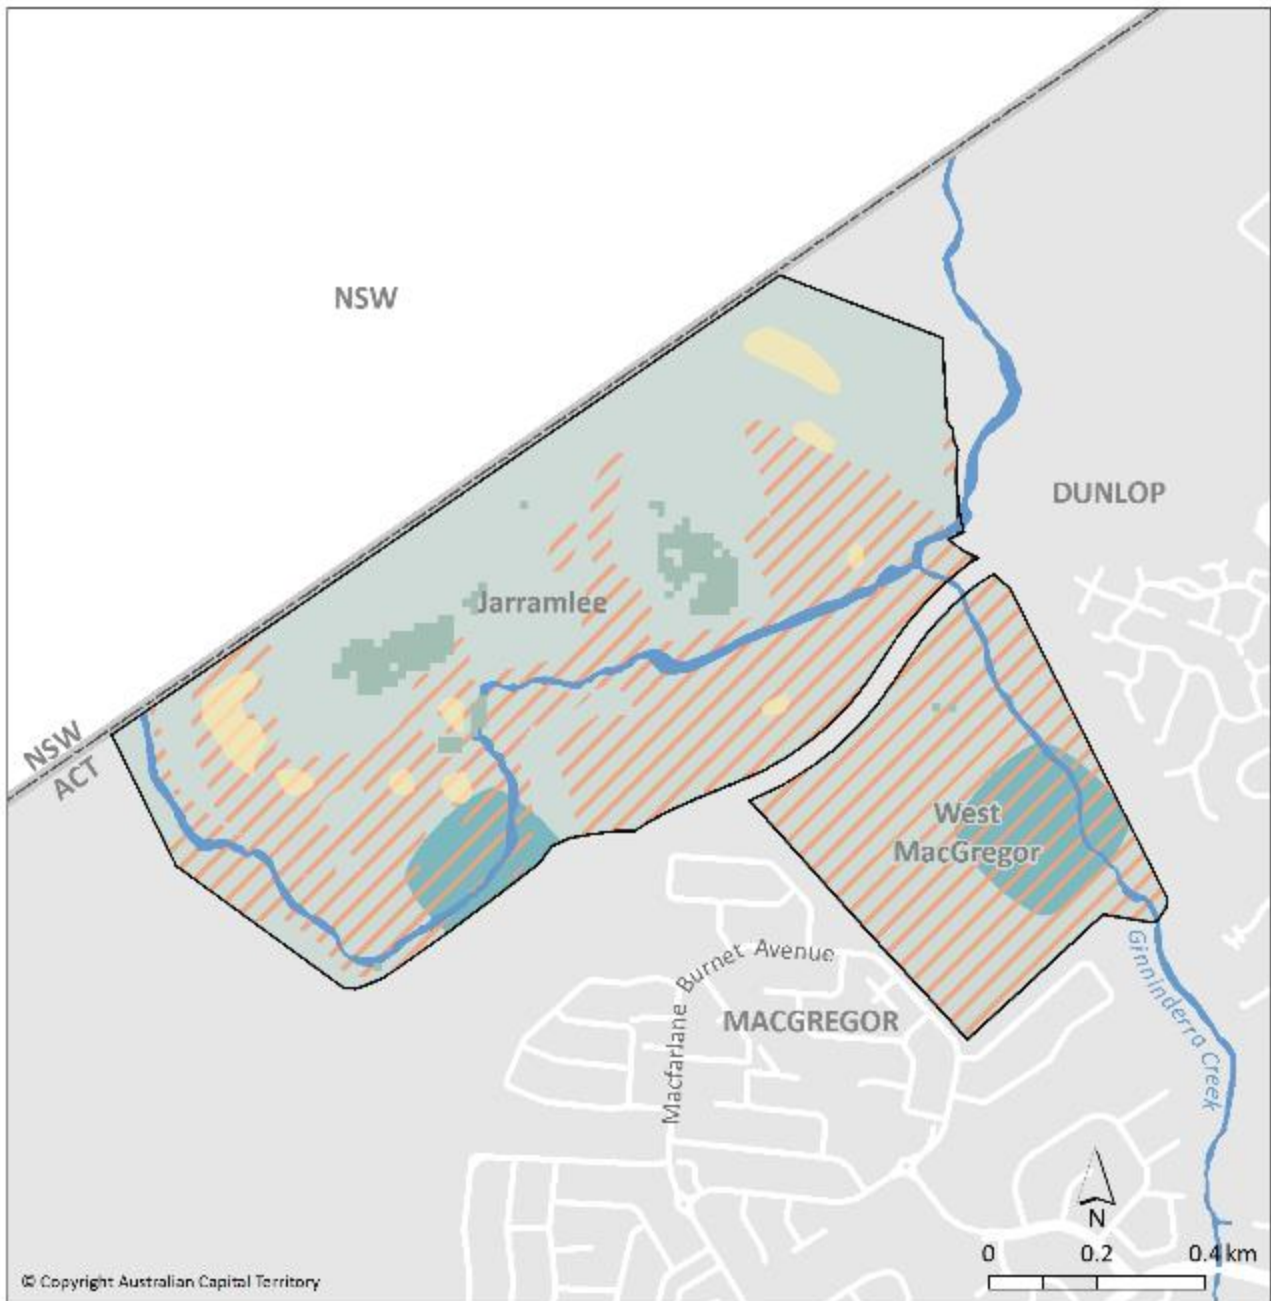 NSW
DUNLOP
Jarramlee
NSW
ACT
West
MacGregor
Macfarlane Burnet Avenue
MACGREGOR
Ginninderra Creek
N
0 0.2 0.4 km
© Copyright Australian Capital Territory